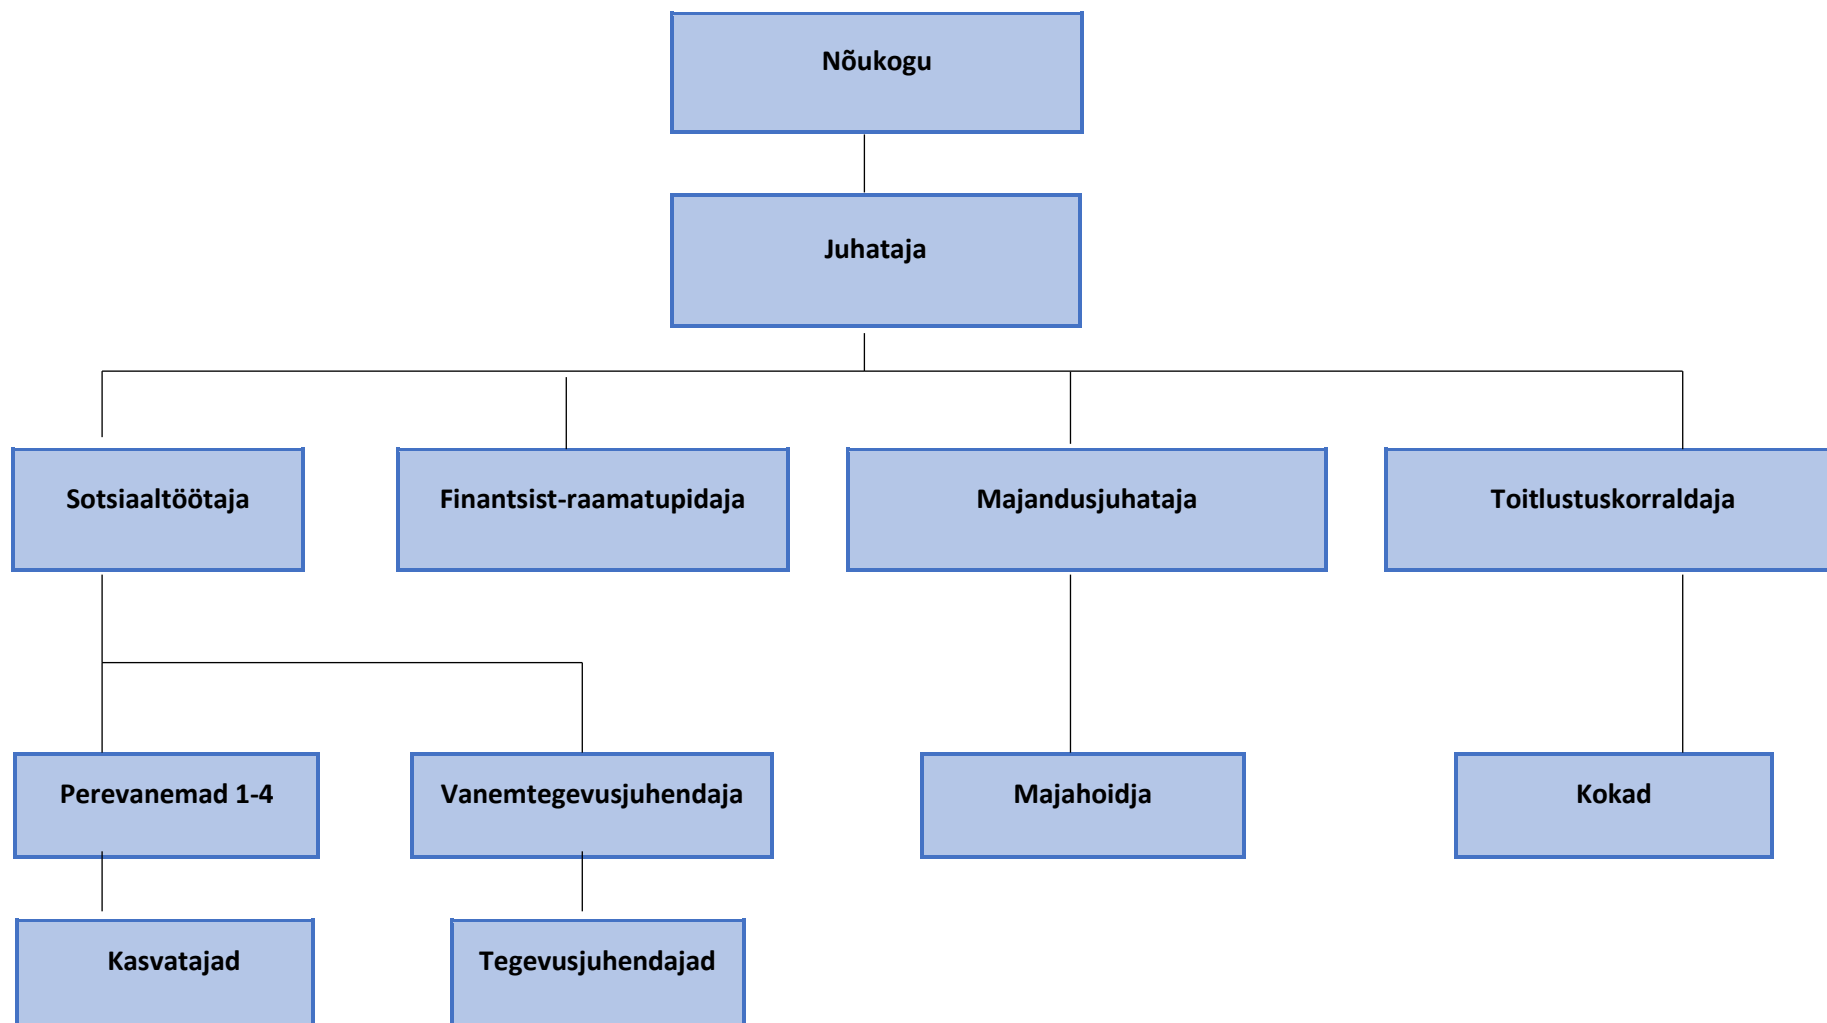 Nõukogu
Juhataja
Sotsiaaltöötaja
Finantsist-raamatupidaja
Majandusjuhataja
Toitlustuskorraldaja
Perevanemad 1-4
Vanemtegevusjuhendaja
Majahoidja
Kokad
Kasvatajad
Tegevusjuhendajad